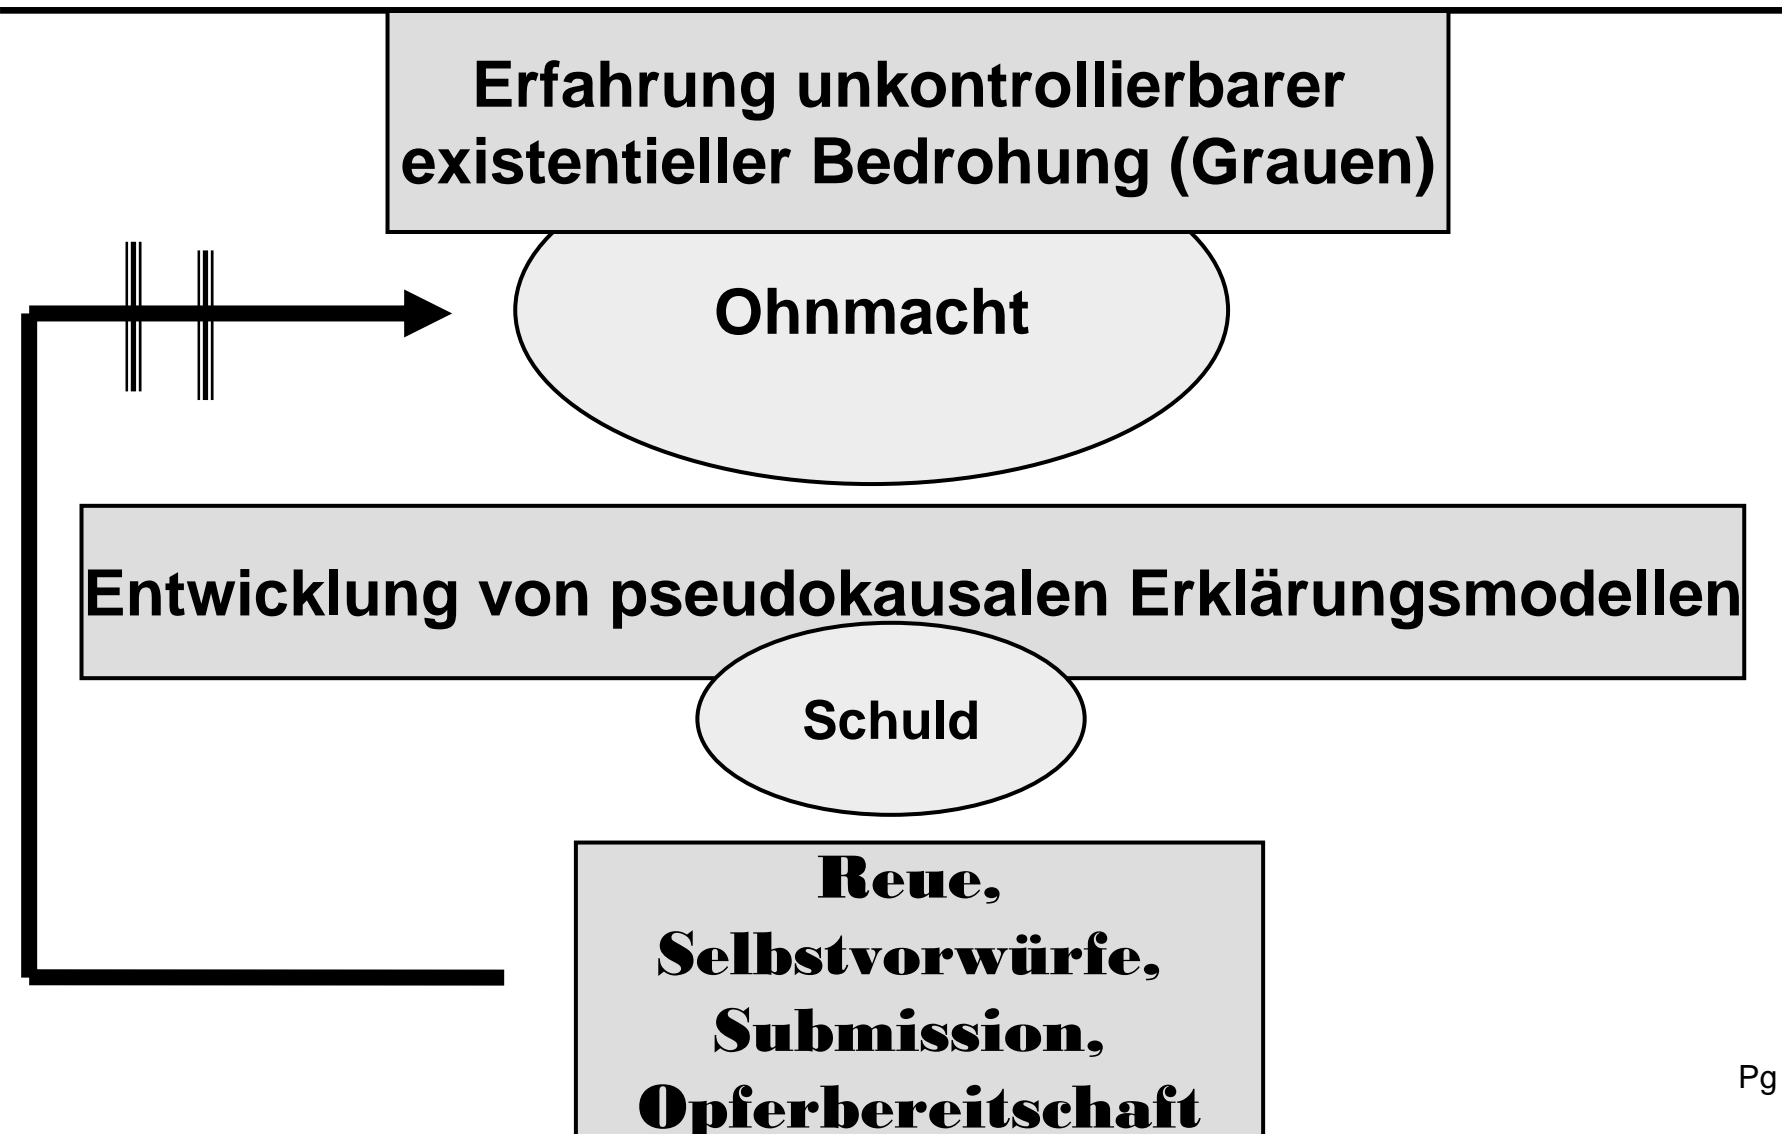 Erfahrung unkontrollierbarer
existentieller Bedrohung (Grauen)
Ohnmacht
Entwicklung von pseudokausalen Erklärungsmodellen
Schuld
Reue,
Selbstvorwürfe,
Submission,
Opferbereitschaft
Pg